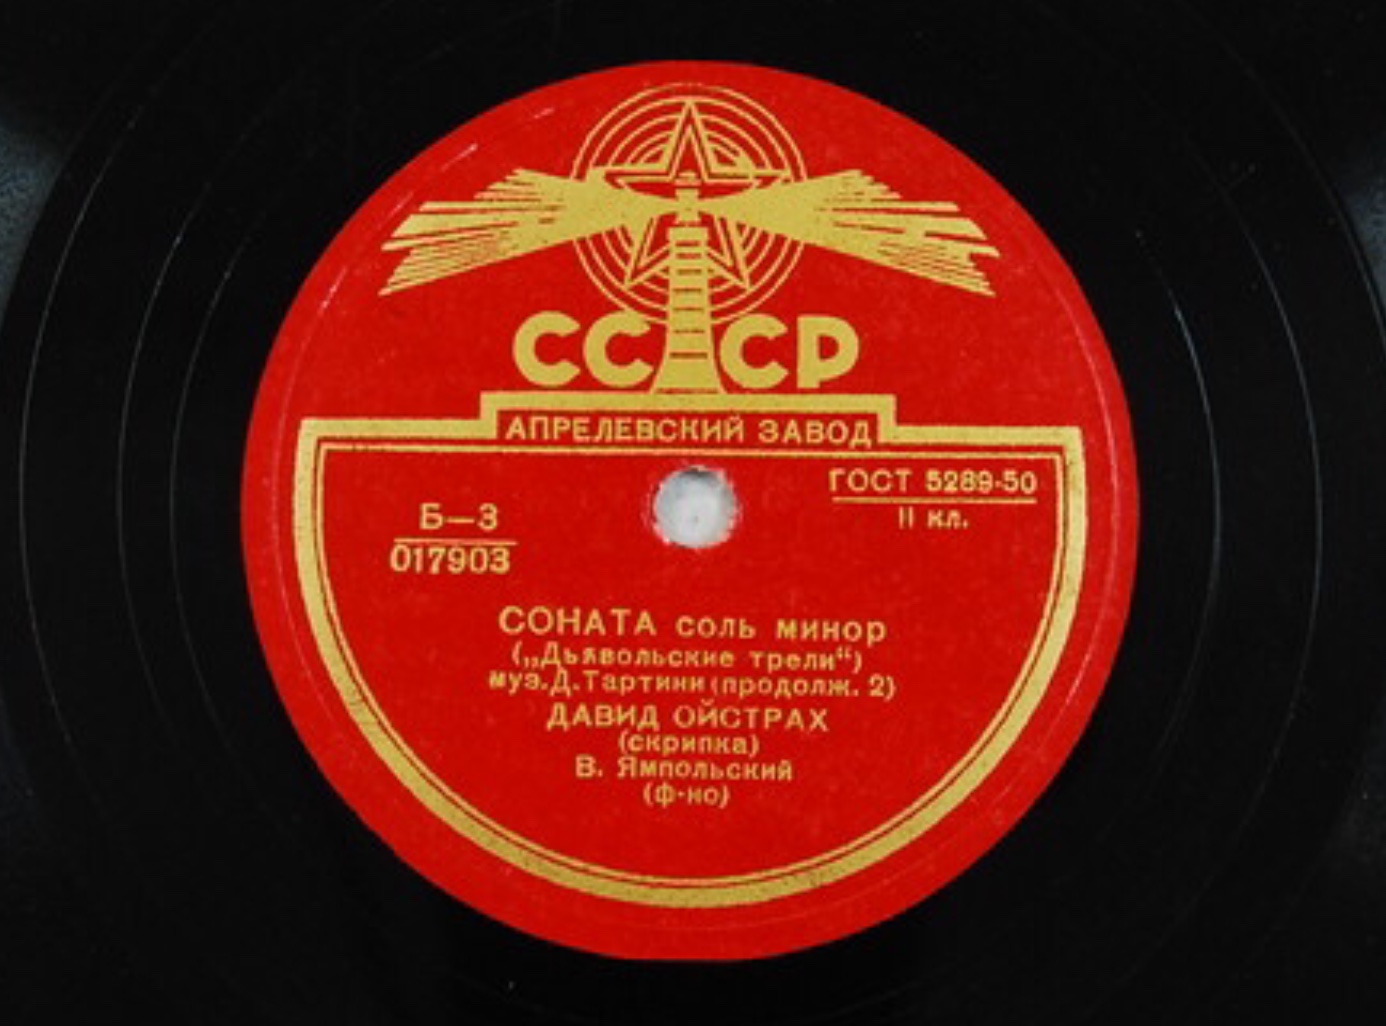 СССР
АПРЕЛЕВСКИЙ ЗАВОД
ГОСТ 5289-50
II кл.
Б—3
017903
СОНАТА соль минор
(„Дьявольские трели“)
муз. Д. Тартини (продолж. 2)
ДАВИД ОЙСТРАХ
(скрипка)
В. Ямпольский
(ф-но)